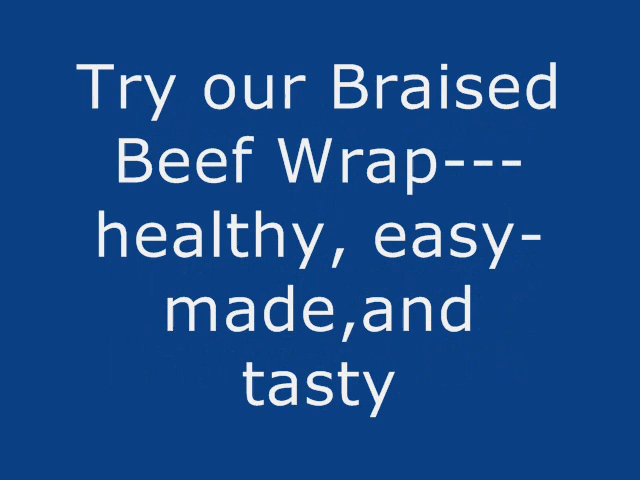 Try our Braised
Beef Wrap---
healthy, easy-
made,and
tasty